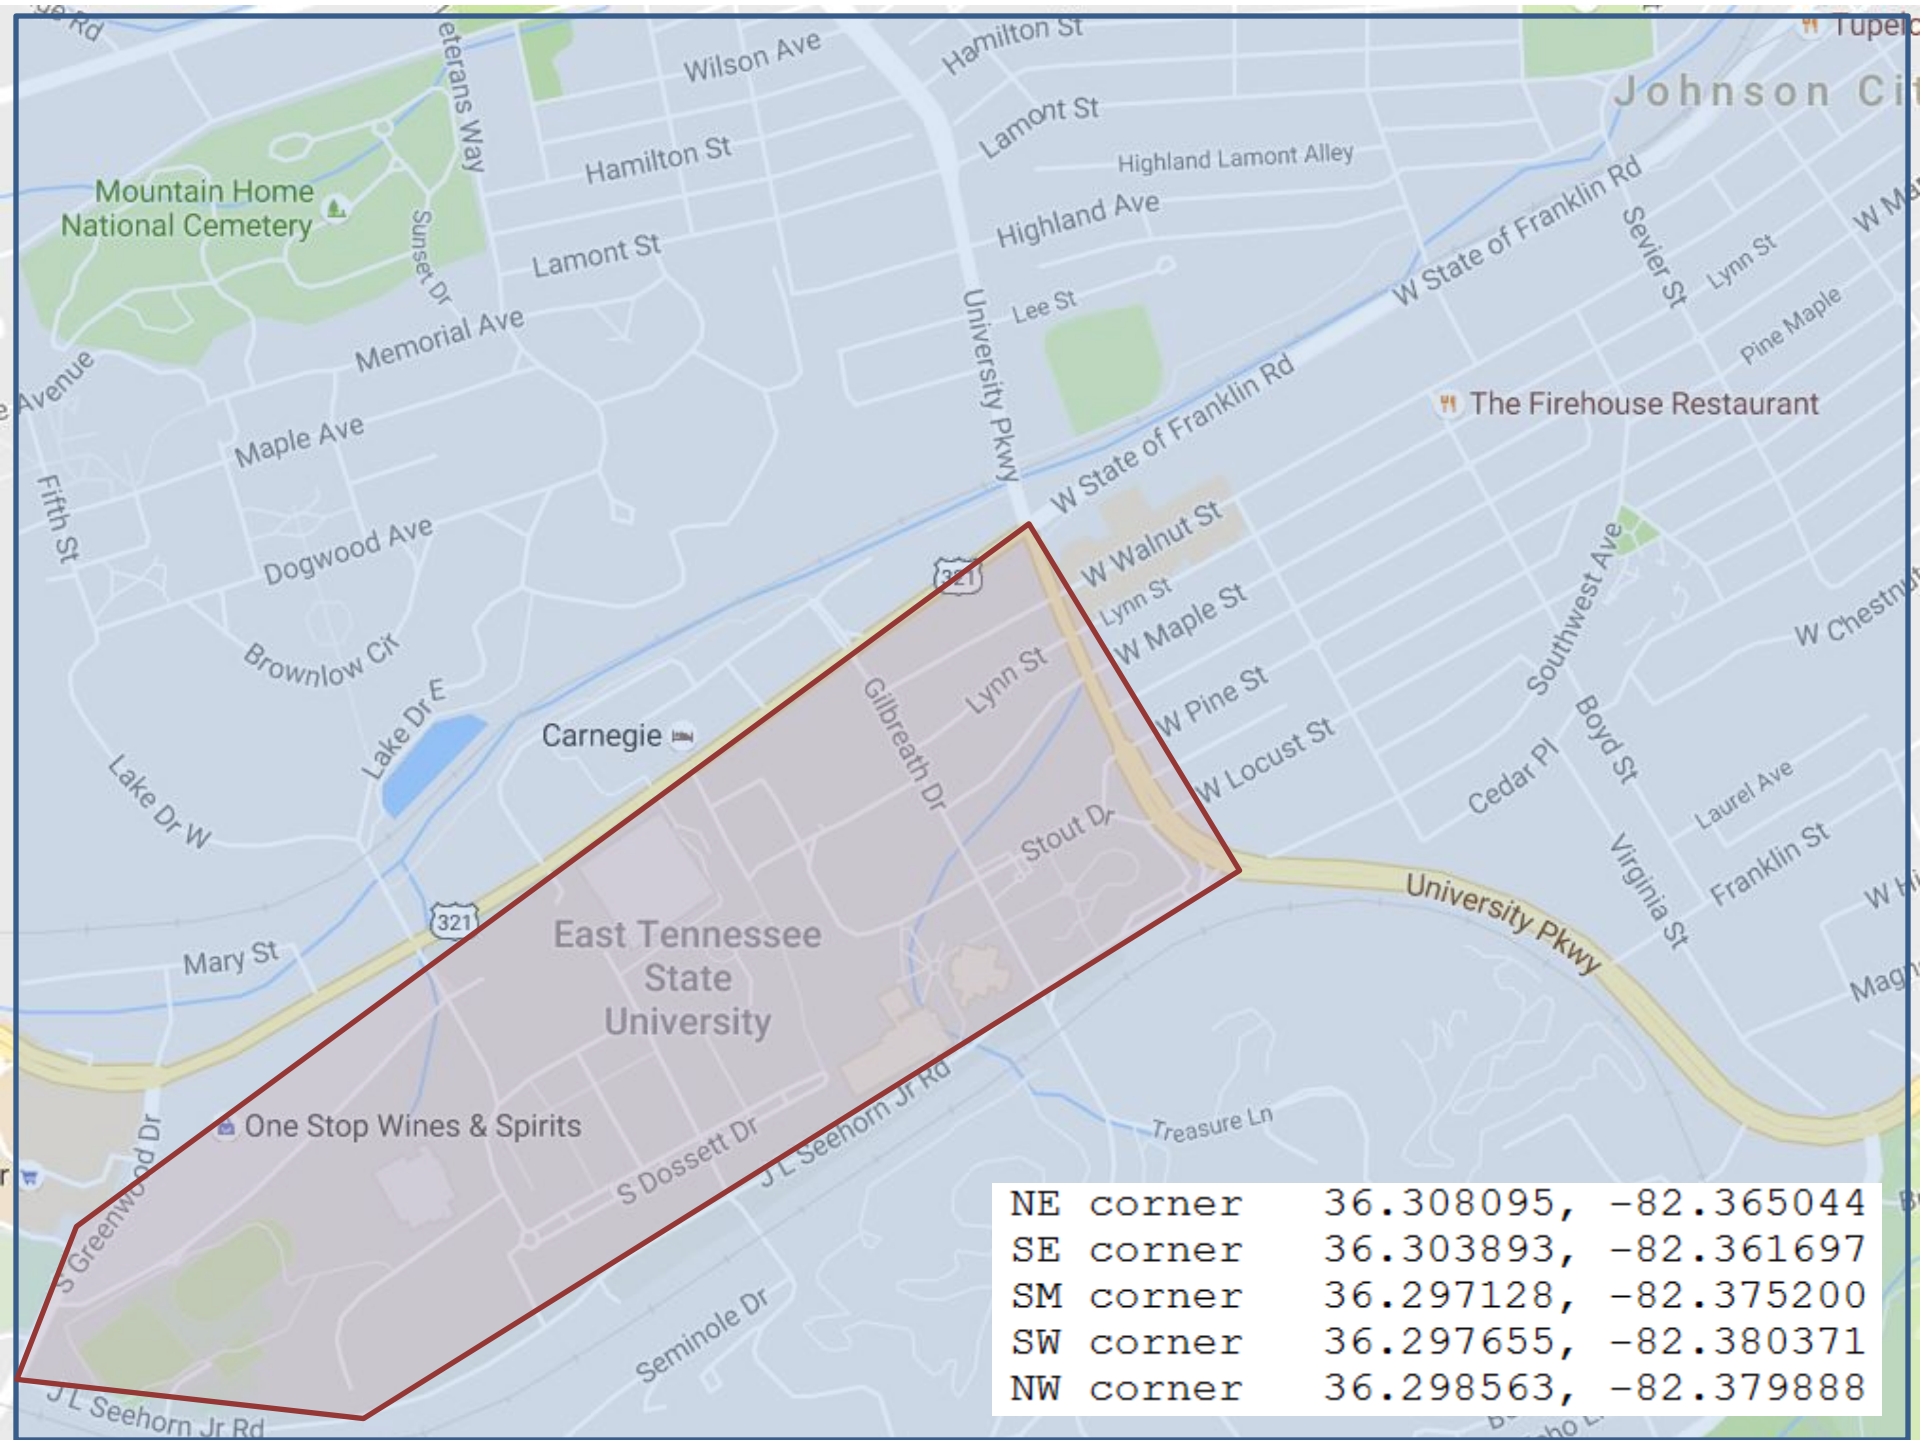 ge Rd
eterans Way
Wilson Ave
Hamilton St
Tupelo
Johnson Cit
Lamont St
Hamilton St
Highland Lamont Alley
Mountain Home
National Cemetery
Sunset Dr
Highland Ave
W State of Franklin Rd
Sevier St
Lynn St
W Ma
Lamont St
Lee St
University Pkwy
Memorial Ave
Pine Maple
e Avenue
W State of Franklin Rd
The Firehouse Restaurant
Maple Ave
Fifth St
Dogwood Ave
321
W Walnut St
Lynn St
W Maple St
Southwest Ave
W Chestnut
Brownlow Cir
Lynn St
Gilbreath Dr
Lake Dr E
Carnegie
W Pine St
W Locust St
Boyd St
Cedar Pl
Laurel Ave
Lake Dr W
Stout Dr
Franklin St
Virginia St
University Pkwy
W Hi
321
East Tennessee
State
University
Mary St
Magn
J L Seehorn Jr Rd
One Stop Wines & Spirits
S Dossett Dr
Treasure Ln
S Greenwood Dr
r
Seminole Dr
J L Seehorn Jr Rd
NE corner 36.308095, -82.365044
SE corner 36.303893, -82.361697
SM corner 36.297128, -82.375200
SW corner 36.297655, -82.380371
NW corner 36.298563, -82.379888